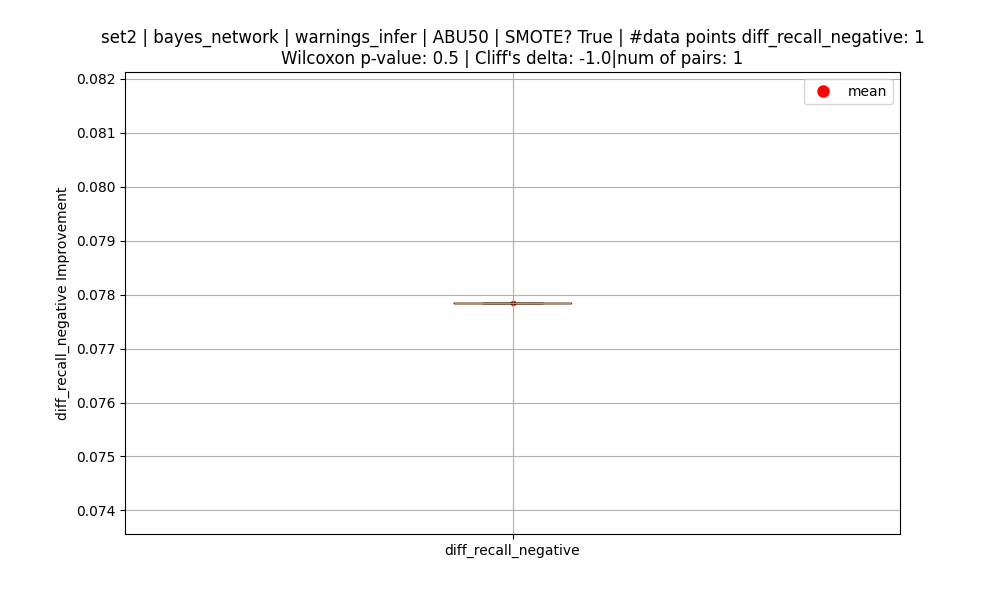 set2 | bayes_network | warnings_infer | ABU50 | SMOTE? True | #data points diff_recall_negative: 1
Wilcoxon p-value: 0.5 | Cliff's delta: -1.0|num of pairs: 1
mean
diff_recall_negative Improvement
0.082
0.081
0.080
0.079
0.078
0.077
0.076
0.075
0.074
diff_recall_negative